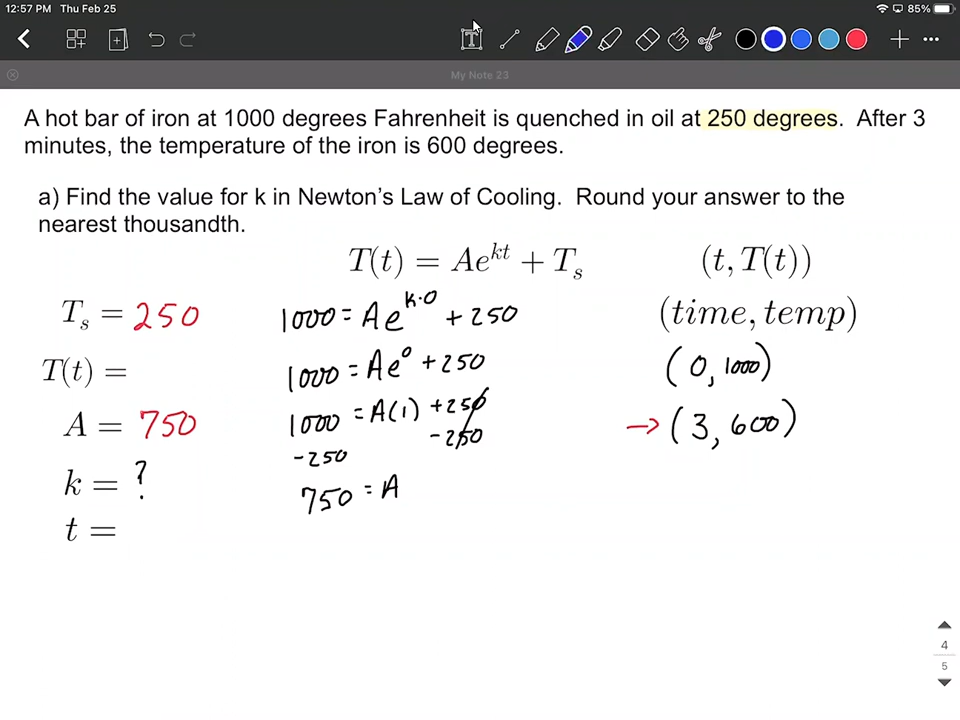 12:57 PM Thu Feb 25 85%
My Note 23
A hot bar of iron at 1000 degrees Fahrenheit is quenched in oil at 250 degrees. After 3
minutes, the temperature of the iron is 600 degrees.
a) Find the value for k in Newton's Law of Cooling. Round your answer to the
nearest thousandth.
T(t) = Ae^{kt} + T_s (t, T(t))
T_s = 250 1000 = Ae^{k·0} + 250 (time, temp)
T(t) = 1000 = Ae^0 + 250 (0, 1000)
A = 750 1000 = A(1) + 250 → (3, 600)
-250 -250
k = ? 750 = A
t =
4
5